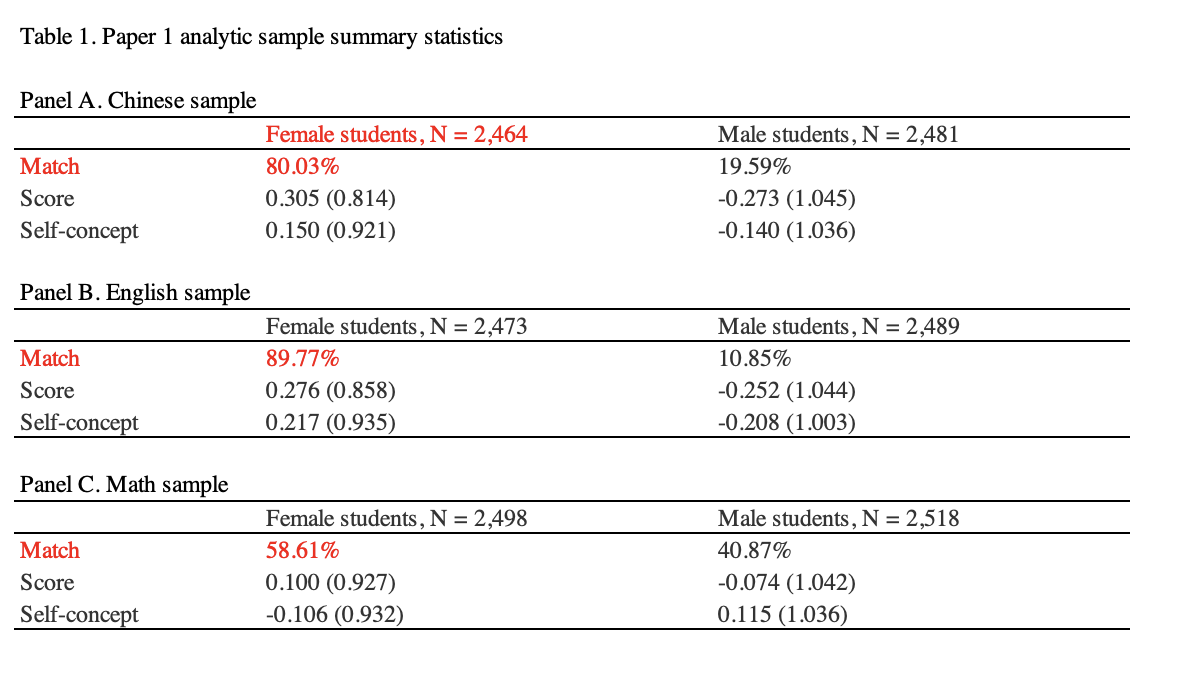 Table 1. Paper 1 analytic sample summary statistics
Panel A. Chinese sample
Female students, N = 2,464 Male students, N = 2,481
Match 80.03% 19.59%
Score 0.305 (0.814) -0.273 (1.045)
Self-concept 0.150 (0.921) -0.140 (1.036)
Panel B. English sample
Female students, N = 2,473 Male students, N = 2,489
Match 89.77% 10.85%
Score 0.276 (0.858) -0.252 (1.044)
Self-concept 0.217 (0.935) -0.208 (1.003)
Panel C. Math sample
Female students, N = 2,498 Male students, N = 2,518
Match 58.61% 40.87%
Score 0.100 (0.927) -0.074 (1.042)
Self-concept -0.106 (0.932) 0.115 (1.036)